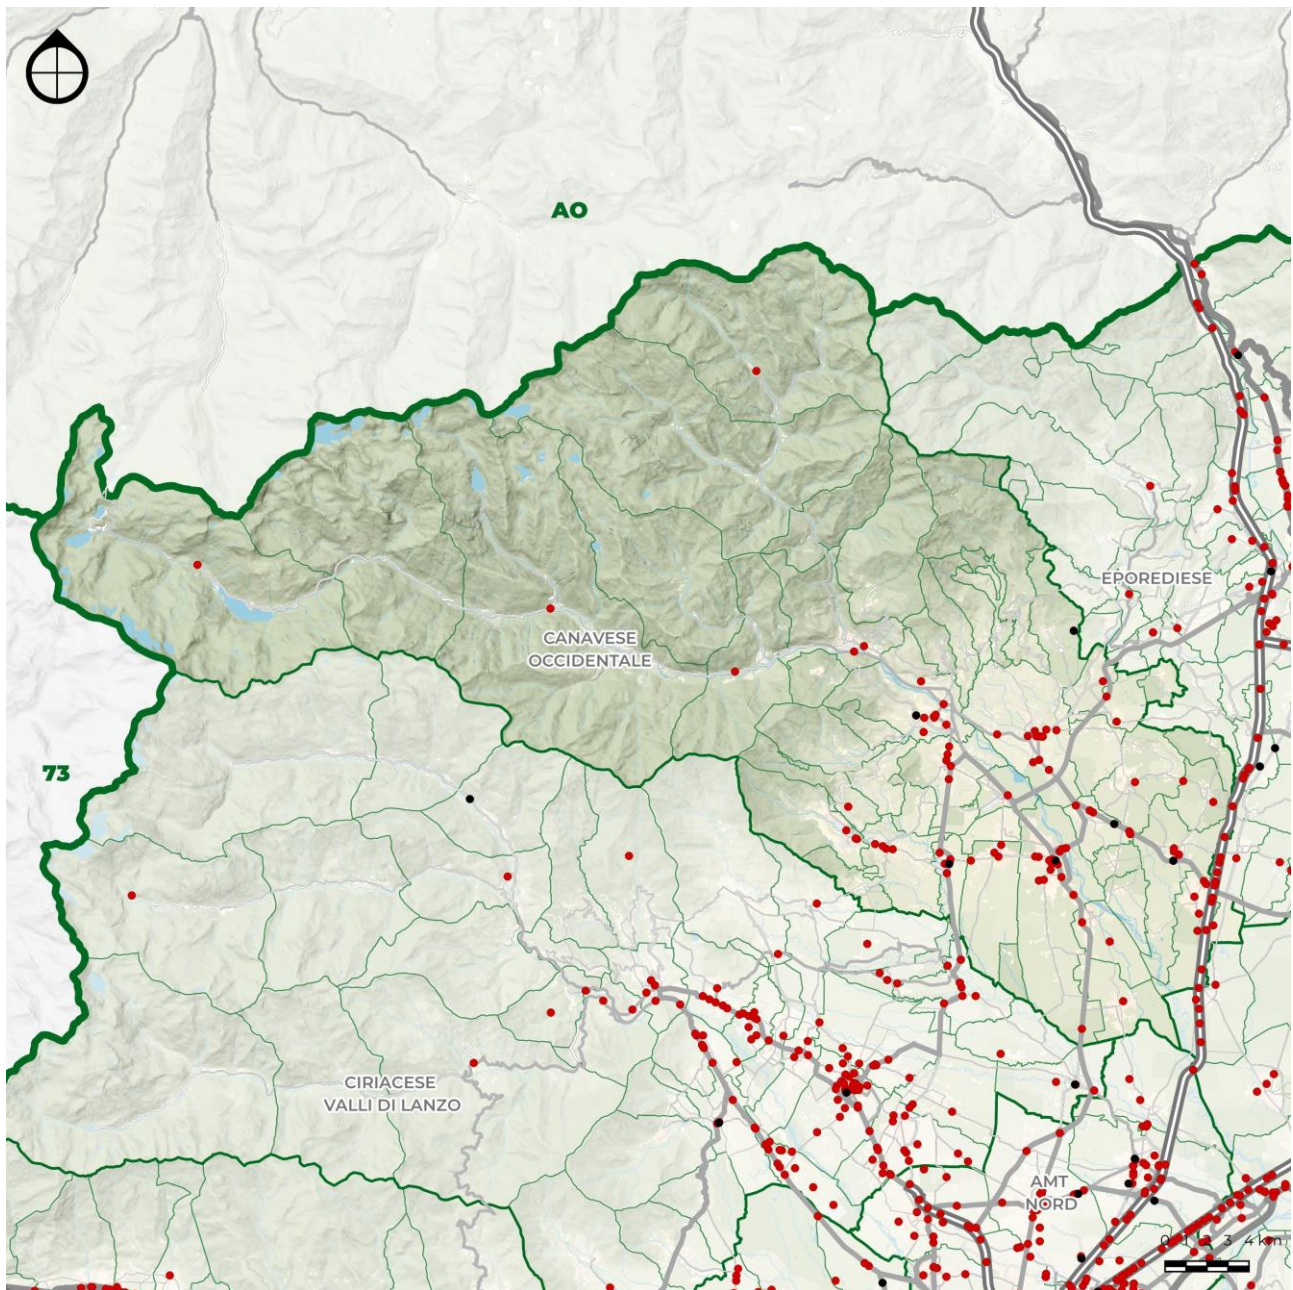 AO
EPOREDIESE
CANAVESE
OCCIDENTALE
73
CIRIACESE
VALLI DI LANZO
AMT
NORD
0 1 2 3 4 km